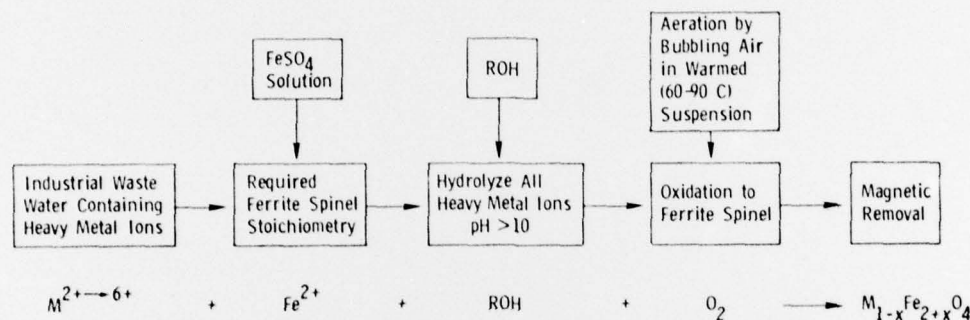 FeSO4
Solution
ROH
Aeration by
Bubbling Air
in Warmed
(60-90 C)
Suspension
Industrial Waste
Water Containing
Heavy Metal Ions
Required
Ferrite Spinel
Stoichiometry
Hydrolyze All
Heavy Metal Ions
pH >10
Oxidation to
Ferrite Spinel
Magnetic
Removal
M2+→6+ + Fe2+ + ROH + O2 → M1-xFe2+xO4